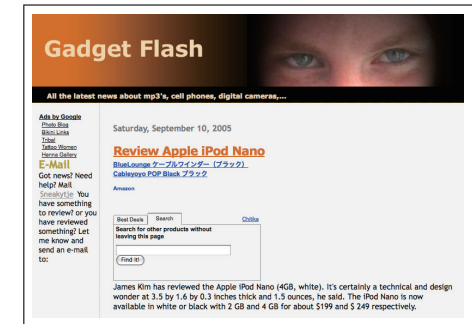 Gadget Flash
All the latest news about mp3's, cell phones, digital cameras,...
Ads by Google
Photo Blog
Bikini Links
Tribal
Tattoo Women
Henna Gallery
E-Mail
Got news? Need
help? Mail
Sneakytje You
have something
to review? or you
have reviewed
something? Let
me know and
send an e-mail
to:
Saturday, September 10, 2005
Review Apple iPod Nano
BlueLounge ケーブルワインダー（ブラック）
Cableyoyo POP Black ブラック
Amazon
Best Deals Search Chitika
Search for other products without
leaving this page
Find It!
James Kim has reviewed the Apple iPod Nano (4GB, white). It's certainly a technical and design
wonder at 3.5 by 1.6 by 0.3 inches thick and 1.5 ounces, he said. The iPod Nano is now
available in white or black with 2 GB and 4 GB for about $199 and $ 249 respectively.